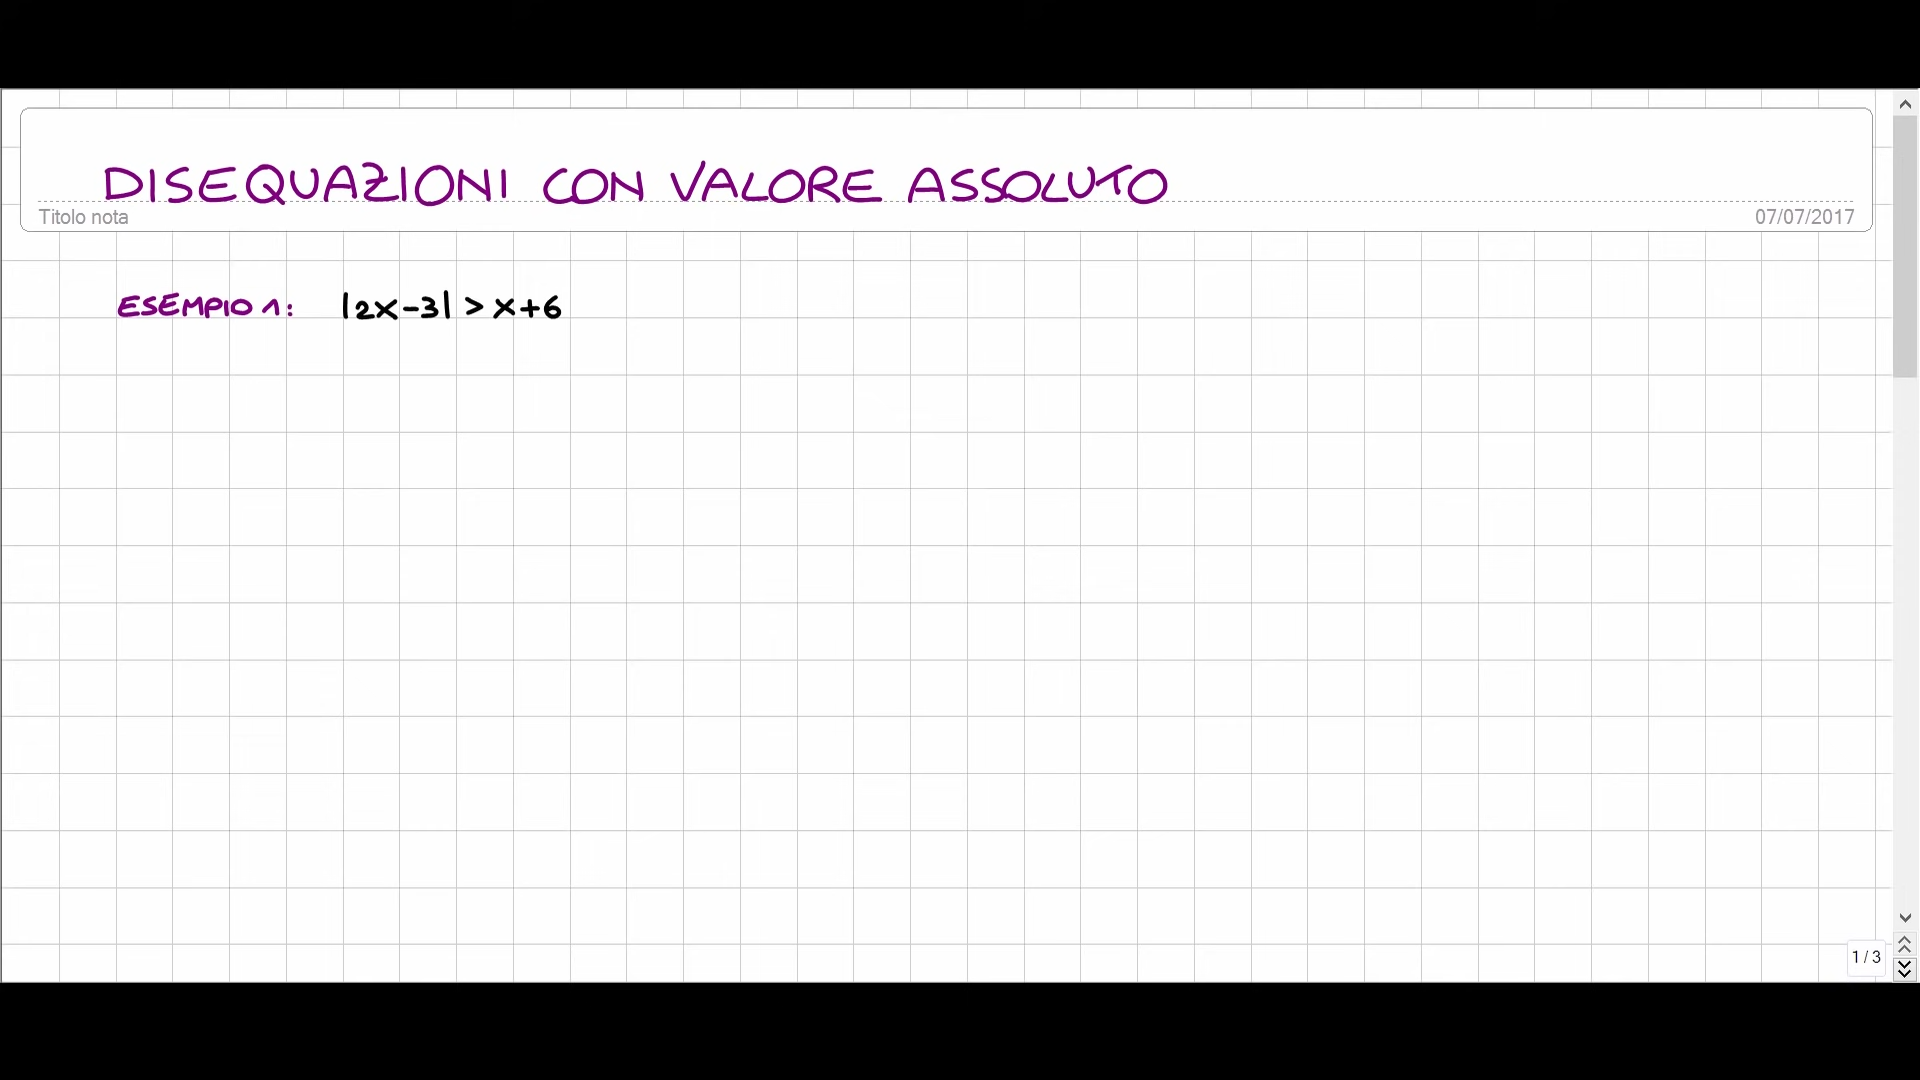 DISEQUAZIONI CON VALORE ASSOLUTO
Titolo nota 07/07/2017
ESEMPIO 1: |2x-3| > x+6
1 / 3